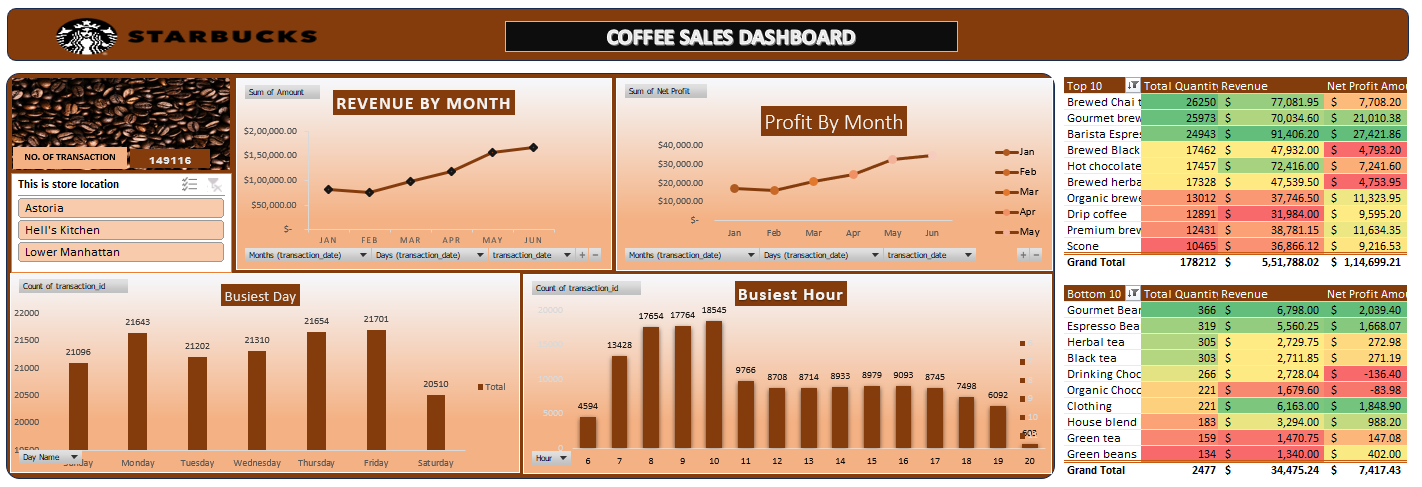 STARBUCKS
COFFEE SALES DASHBOARD
NO. OF TRANSACTION 149116
This is store location
Astoria
Hell's Kitchen
Lower Manhattan
Sum of Amount
REVENUE BY MONTH
$2,00,000.00
$1,50,000.00
$1,00,000.00
$50,000.00
$-
JAN FEB MAR APR MAY JUN
Months (transaction_date) Days (transaction_date) transaction_date + −
Sum of Net Profit
Profit By Month
$40,000.00
$30,000.00
$20,000.00
$10,000.00
$-
Jan Feb Mar Apr May Jun
Jan
Feb
Mar
Apr
May
Months (transaction_date) Days (transaction_date) transaction_date + −
Count of transaction_id
Busiest Day
22000
21500
21000
20500
20000
21096 21643 21202 21310 21654 21701 20510
Total
Day Name
Monday Tuesday Wednesday Thursday Friday Saturday
Count of transaction_id
Busiest Hour
20000
15000
10000
5000
0
4594 13428 17654 17764 18545 9766 8708 8714 8933 8979 9093 8745 7498 6092 603
Hour
6 7 8 9 10 11 12 13 14 15 16 17 18 19 20
Top 10 Total Quantit Revenue Net Profit Amou
Brewed Chai t 26250 $ 77,081.95 $ 7,708.20
Gourmet brew 25973 $ 70,034.60 $ 21,010.38
Barista Espres 24943 $ 91,406.20 $ 27,421.86
Brewed Black 17462 $ 47,932.00 $ 4,793.20
Hot chocolate 17457 $ 72,416.00 $ 7,241.60
Brewed herba 17328 $ 47,539.50 $ 4,753.95
Organic brewe 13012 $ 37,746.50 $ 11,323.95
Drip coffee 12891 $ 31,984.00 $ 9,595.20
Premium brew 12431 $ 38,781.15 $ 11,634.35
Scone 10465 $ 36,866.12 $ 9,216.53
Grand Total 178212 $ 5,51,788.02 $ 1,14,699.21
Bottom 10 Total Quantit Revenue Net Profit Amou
Gourmet Bear 366 $ 6,798.00 $ 2,039.40
Espresso Bea 319 $ 5,560.25 $ 1,668.07
Herbal tea 305 $ 2,729.75 $ 272.98
Black tea 303 $ 2,711.85 $ 271.19
Drinking Choc 266 $ 2,728.04 $ -136.40
Organic Choc 221 $ 1,679.60 $ -83.98
Clothing 221 $ 6,163.00 $ 1,848.90
House blend 183 $ 3,294.00 $ 988.20
Green tea 159 $ 1,470.75 $ 147.08
Green beans 134 $ 1,340.00 $ 402.00
Grand Total 2477 $ 34,475.24 $ 7,417.43